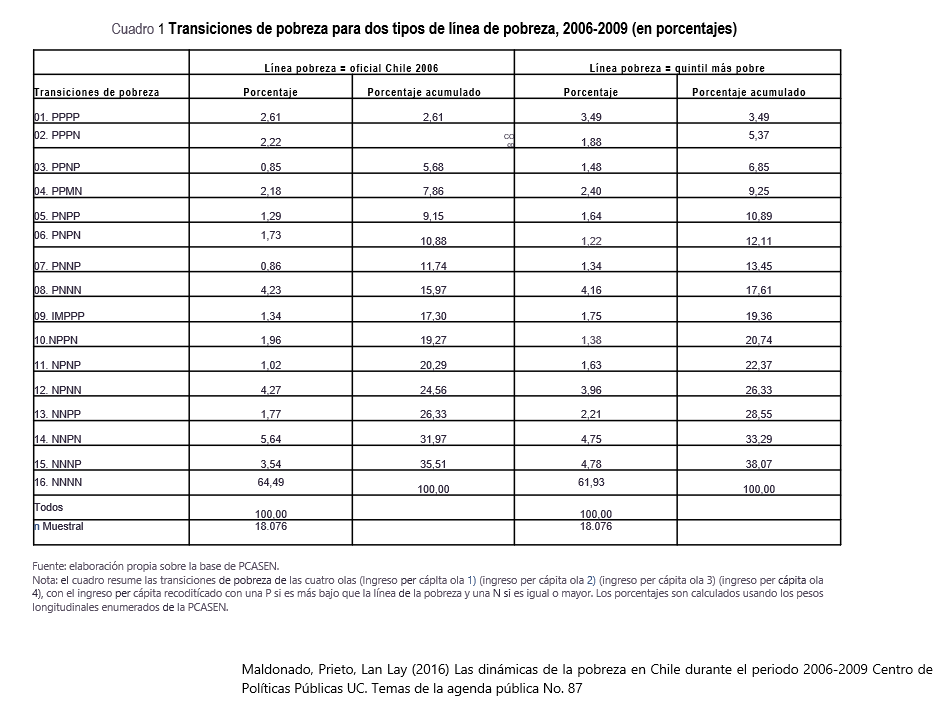 Cuadro 1 Transiciones de pobreza para dos tipos de línea de pobreza, 2006-2009 (en porcentajes)
Línea pobreza = oficial Chile 2006 Línea pobreza = quintil más pobre
Transiciones de pobreza Porcentaje Porcentaje acumulado Porcentaje Porcentaje acumulado
01. PPPP 2,61 2,61 3,49 3,49
02. PPPN 2,22 1,88 5,37
03. PPNP 0,85 5,68 1,48 6,85
04. PPMN 2,18 7,86 2,40 9,25
05. PNPP 1,29 9,15 1,64 10,89
06. PNPN 1,73 10,88 1,22 12,11
07. PNNP 0,86 11,74 1,34 13,45
08. PNNN 4,23 15,97 4,16 17,61
09. IMPPP 1,34 17,30 1,75 19,36
10.NPPN 1,96 19,27 1,38 20,74
11. NPNP 1,02 20,29 1,63 22,37
12. NPNN 4,27 24,56 3,96 26,33
13. NNPP 1,77 26,33 2,21 28,55
14. NNPN 5,64 31,97 4,75 33,29
15. NNNP 3,54 35,51 4,78 38,07
16. NNNN 64,49 100,00 61,93 100,00
Todos 100,00 100,00
n Muestral 18.076 18.076
Fuente: elaboración propia sobre la base de PCASEN.
Nota: el cuadro resume las transiciones de pobreza de las cuatro olas (Ingreso per cáplta ola 1) (ingreso per cápita ola 2) (ingreso per cápita ola 3) (ingreso per cápita ola
4), con el ingreso per cápita recoditícado con una P si es más bajo que la línea de la pobreza y una N si es igual o mayor. Los porcentajes son calculados usando los pesos
longitudinales enumerados de la PCASEN.
Maldonado, Prieto, Lan Lay (2016) Las dinámicas de la pobreza en Chile durante el periodo 2006-2009 Centro de
Políticas Públicas UC. Temas de la agenda pública No. 87